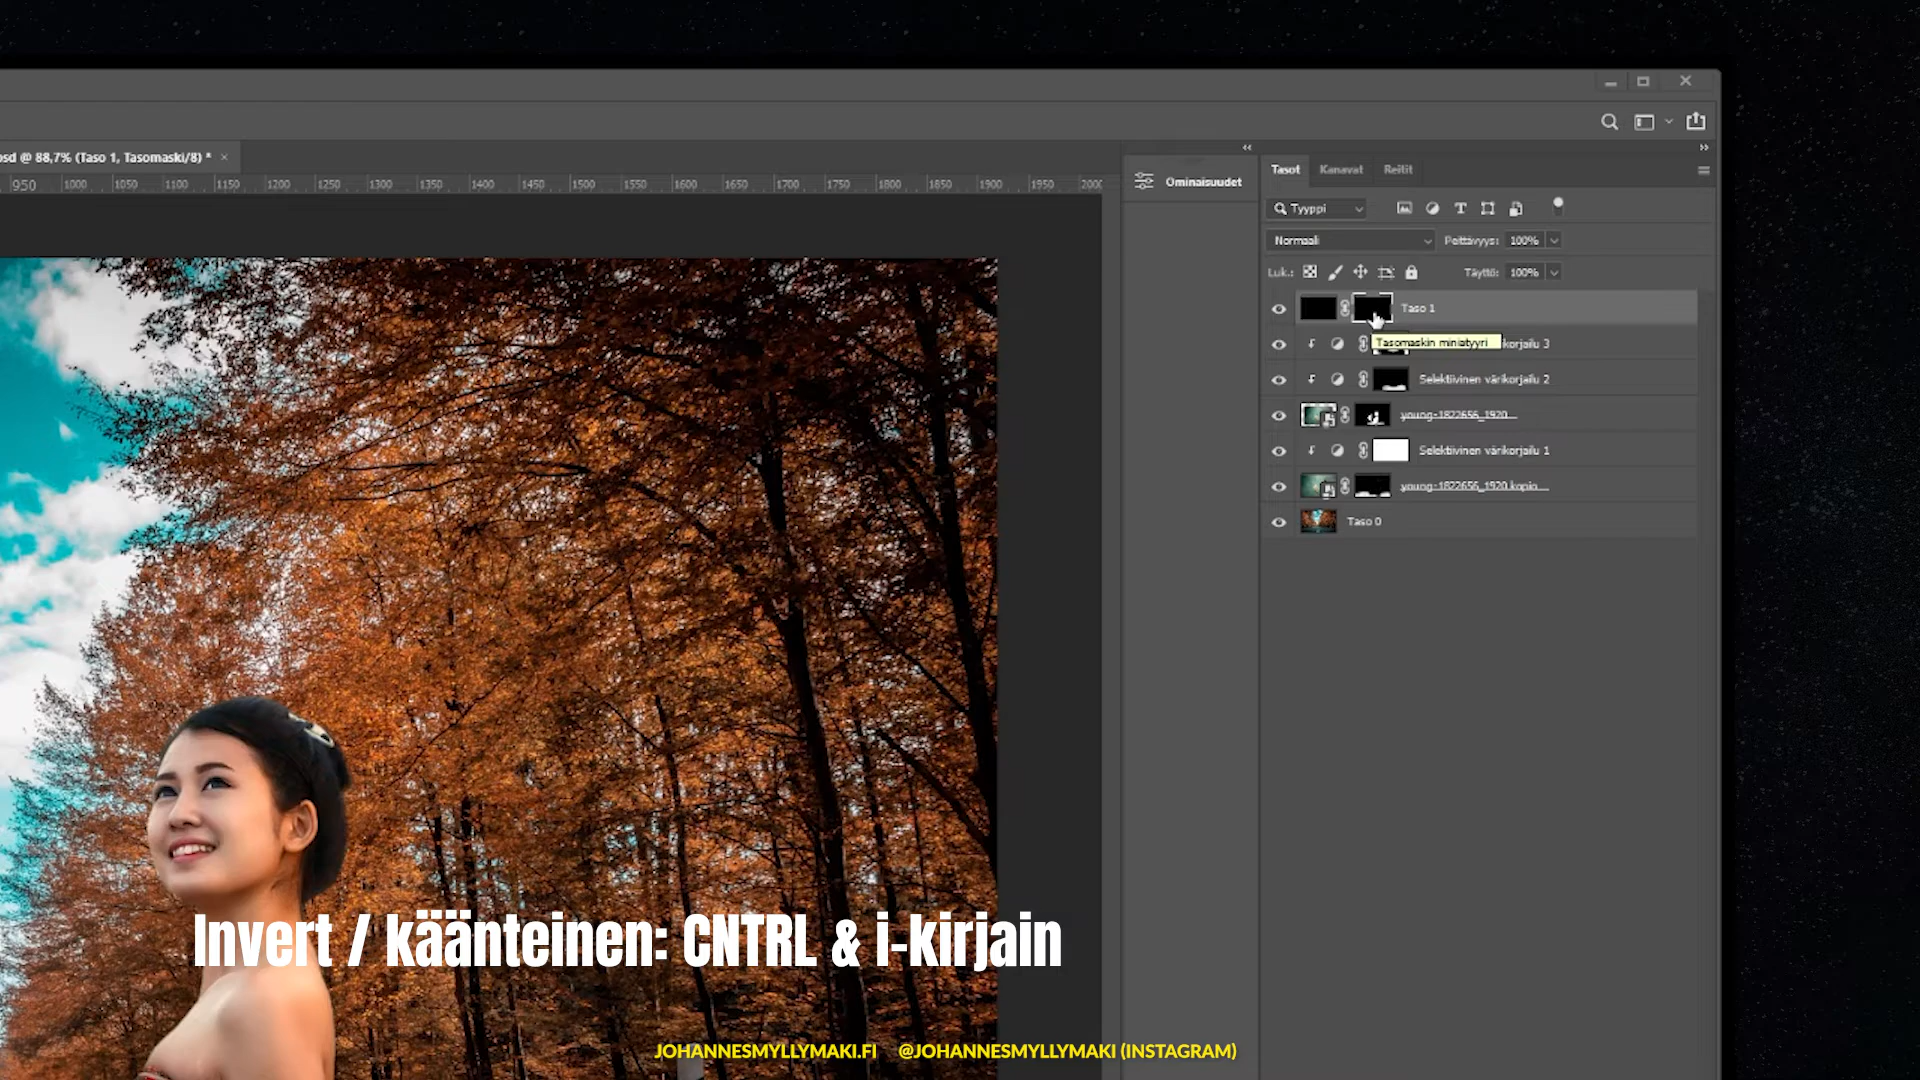 psd @ 88,7% (Taso 1, Tasomaski/8) *
950 1000 1050 1100 1150 1200 1250 1300 1350 1400 1450 1500 1550 1600 1650 1700 1750 1800 1850 1900 1950 2000
Ominaisuudet
Tasot Kanavat Reitit
Tyyppi
Normaali Peittävyys: 100%
Luk.: Täyttö: 100%
Taso 1
Tasomaskin miniatyyri
korjailu 3
Selektiivinen värikorjailu 2
young-1822656_1920...
Selektiivinen värikorjailu 1
young-1822656_1920 kopio...
Taso 0
Invert / käänteinen: CNTRL & i-kirjain
JOHANNESMYLLYMAKI.FI @JOHANNESMYLLYMAKI (INSTAGRAM)